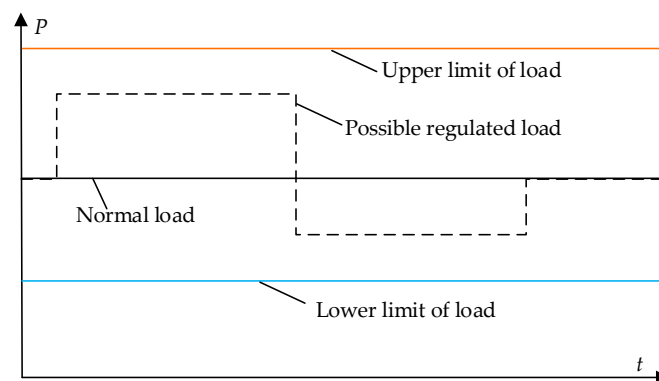 P
Upper limit of load
Possible regulated load
Normal load
Lower limit of load
t